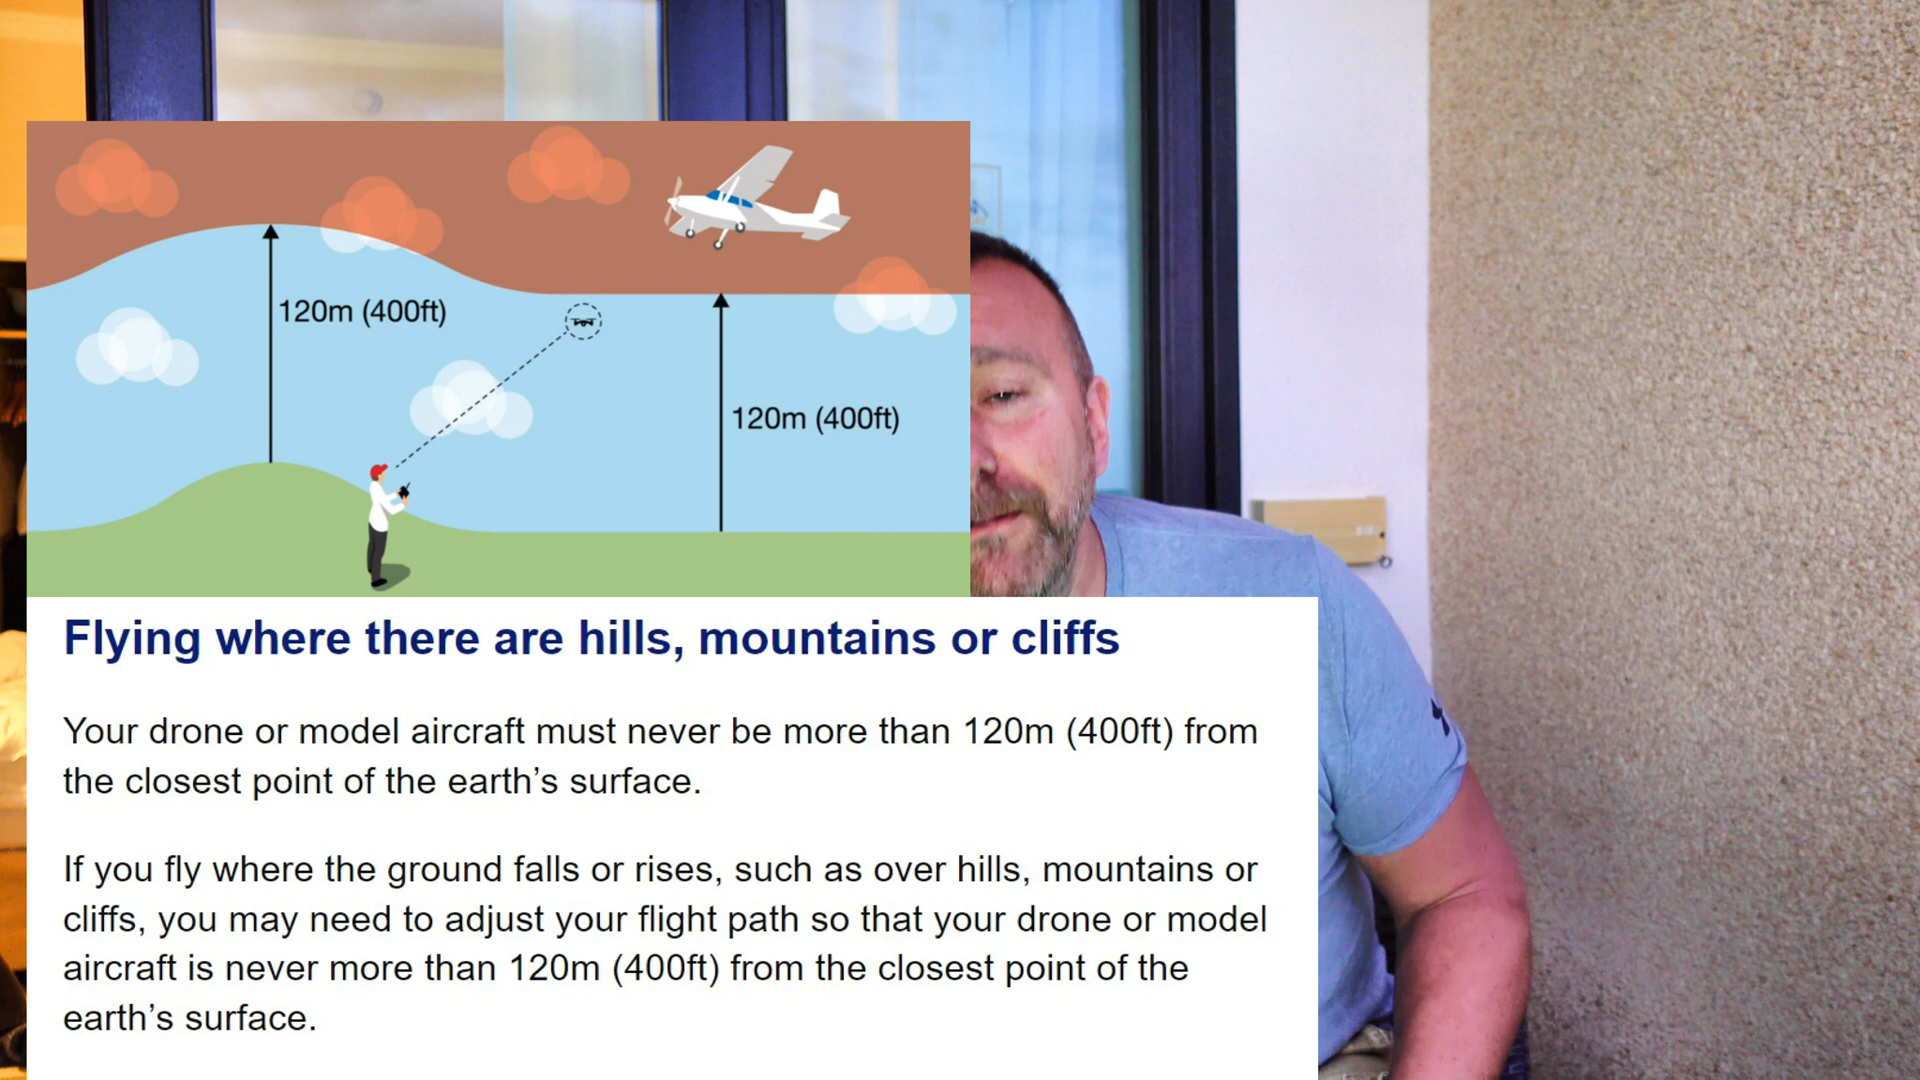 120m (400ft)
120m (400ft)
Flying where there are hills, mountains or cliffs
Your drone or model aircraft must never be more than 120m (400ft) from
the closest point of the earth’s surface.
If you fly where the ground falls or rises, such as over hills, mountains or
cliffs, you may need to adjust your flight path so that your drone or model
aircraft is never more than 120m (400ft) from the closest point of the
earth’s surface.